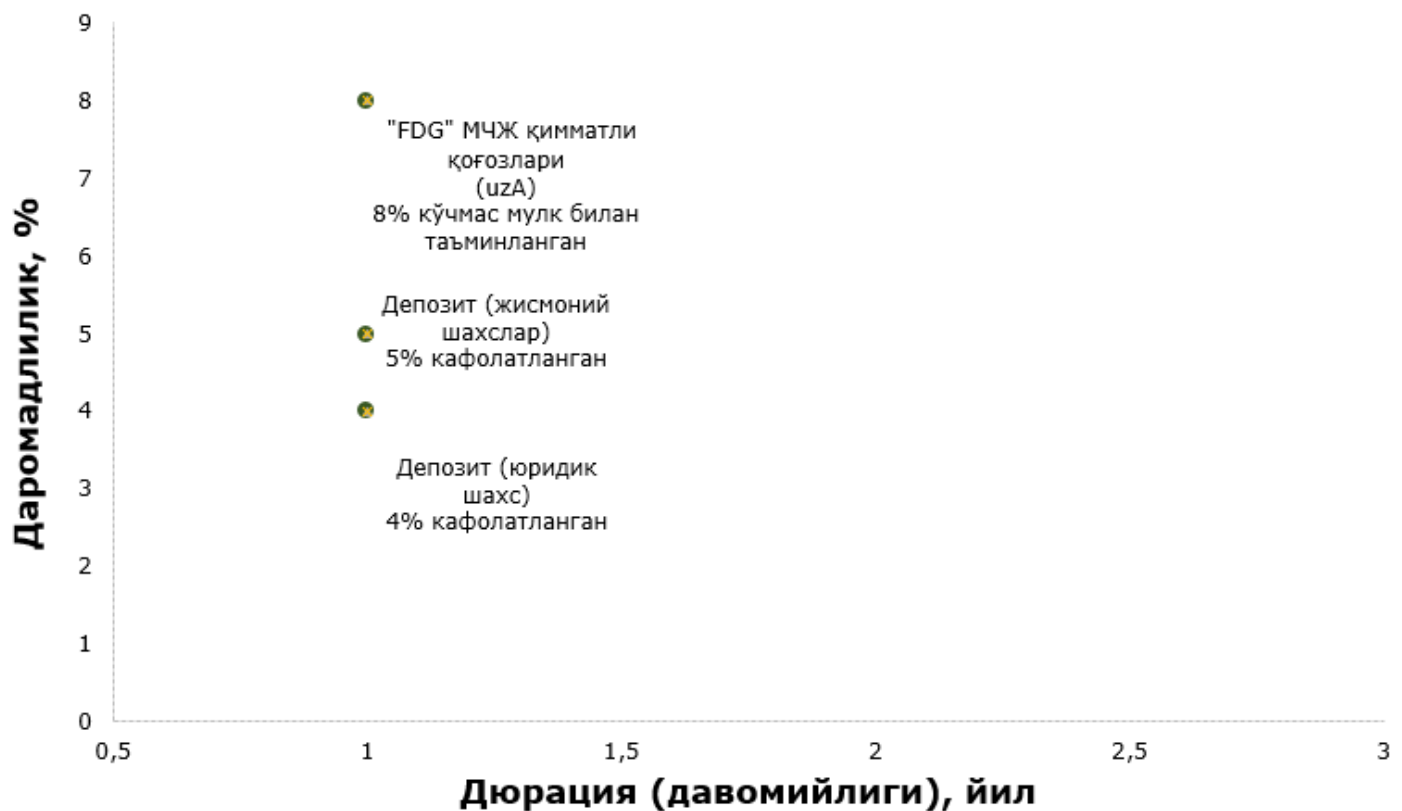 9
8
"FDG" МЧЖ қимматли
қоғозлари
(uzA)
8% кўчмас мулк билан
таъминланган
7
6
Депозит (жисмоний
шахслар)
5% кафолатланган
5
4
Депозит (юридик
шахс)
4% кафолатланган
3
2
1
0
Даромадлилик, %
0,5 1 1,5 2 2,5 3
Дюрация (давомийлиги), йил